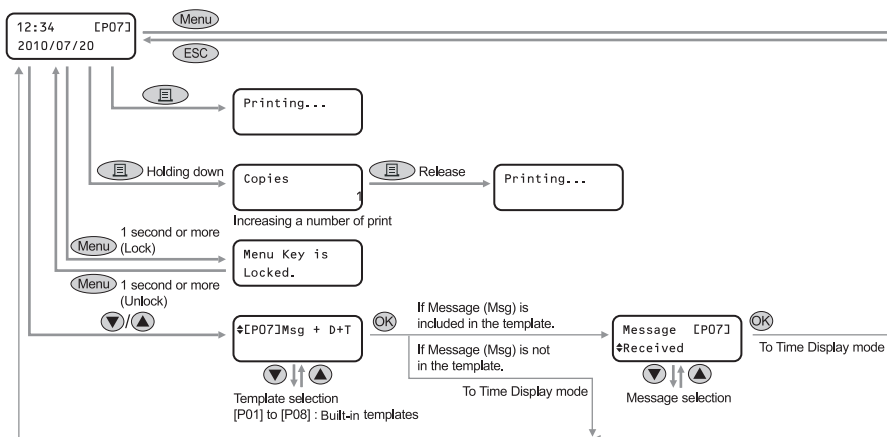 12:34 [P07]
2010/07/20
Menu
ESC
Printing...
Holding down
Copies
1
Release
Printing...
Increasing a number of print
Menu
1 second or more
(Lock)
Menu Key is
Locked.
Menu
1 second or more
(Unlock)
▼/▲
♦[P07]Msg + D+T
OK
If Message (Msg) is
included in the template.
If Message (Msg) is not
in the template.
To Time Display mode
Message [P07]
♦Received
OK
To Time Display mode
Template selection
[P01] to [P08] : Built-in templates
Message selection